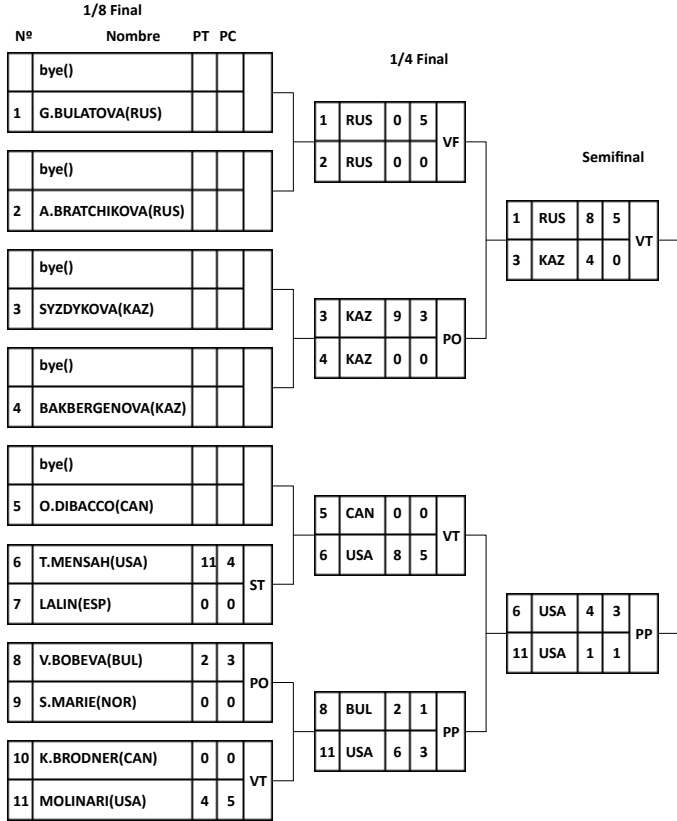 1/8 Final
Nº Nombre PT PC
bye()
1 G.BULATOVA(RUS)
bye()
2 A.BRATCHIKOVA(RUS)
bye()
3 SYZDYKOVA(KAZ)
bye()
4 BAKBERGENOVA(KAZ)
bye()
5 O.DIBACCO(CAN)
6 T.MENSAH(USA) 11 4
ST
7 LALIN(ESP) 0 0
8 V.BOBEVA(BUL) 2 3
PO
9 S.MARIE(NOR) 0 0
10 K.BRODNER(CAN) 0 0
VT
11 MOLINARI(USA) 4 5
1/4 Final
1 RUS 0 5
VF
2 RUS 0 0
3 KAZ 9 3
PO
4 KAZ 0 0
5 CAN 0 0
VT
6 USA 8 5
8 BUL 2 1
PP
11 USA 6 3
Semifinal
1 RUS 8 5
VT
3 KAZ 4 0
6 USA 4 3
PP
11 USA 1 1